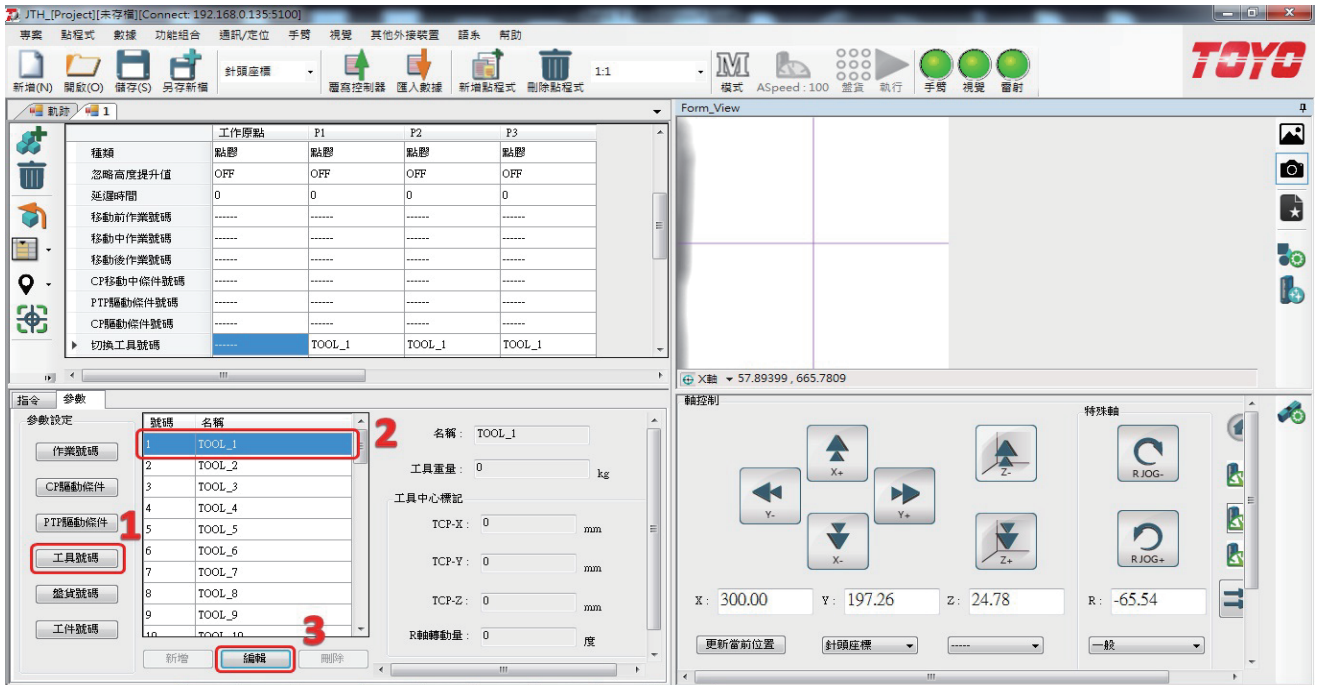 JTH_[Project][未存檔][Connect: 192.168.0.135:5100]
專案 點程式 數據 功能組合 通訊/定位 手臂 視覺 其他外接裝置 語系 幫助
新增(N) 開啟(O) 儲存(S) 另存新檔 針頭座標 覆寫控制器 匯入數據 新增點程式 刪除點程式 1:1 M 模式 ASpeed : 100 盤貨 執行 手臂 視覺 雷射 TOYO
軌跡 1
工作原點 P1 P2 P3
種類 點膠 點膠 點膠 點膠
忽略高度提升值 OFF OFF OFF OFF
延遲時間 0 0 0 0
移動前作業號碼 ------ ------ ------ ------
移動中作業號碼 ------ ------ ------ ------
移動後作業號碼 ------ ------ ------ ------
CP移動中條件號碼 ------ ------ ------ ------
PTP驅動條件號碼 ------ ------ ------ ------
CP驅動條件號碼 ------ ------ ------ ------
切換工具號碼 ------ TOOL_1 TOOL_1 TOOL_1
Form_View
X軸 57.89399 , 665.7809
指令 參數
參數設定
作業號碼
CP驅動條件
PTP驅動條件
1
工具號碼
盤貨號碼
工件號碼
號碼 名稱
1 TOOL_1
2
2 TOOL_2
3 TOOL_3
4 TOOL_4
5 TOOL_5
6 TOOL_6
7 TOOL_7
8 TOOL_8
9 TOOL_9
10 TOOL_10
3
新增 編輯 刪除
名稱 : TOOL_1
工具重量 : 0 kg
工具中心標記
TCP-X : 0 mm
TCP-Y : 0 mm
TCP-Z : 0 mm
R軸轉動量 : 0 度
軸控制
特殊軸
X+ Z- R JOG-
Y- Y+
X- Z+ R JOG+
X : 300.00 Y : 197.26 Z : 24.78 R : -65.54
更新當前位置 針頭座標 ----- 一般